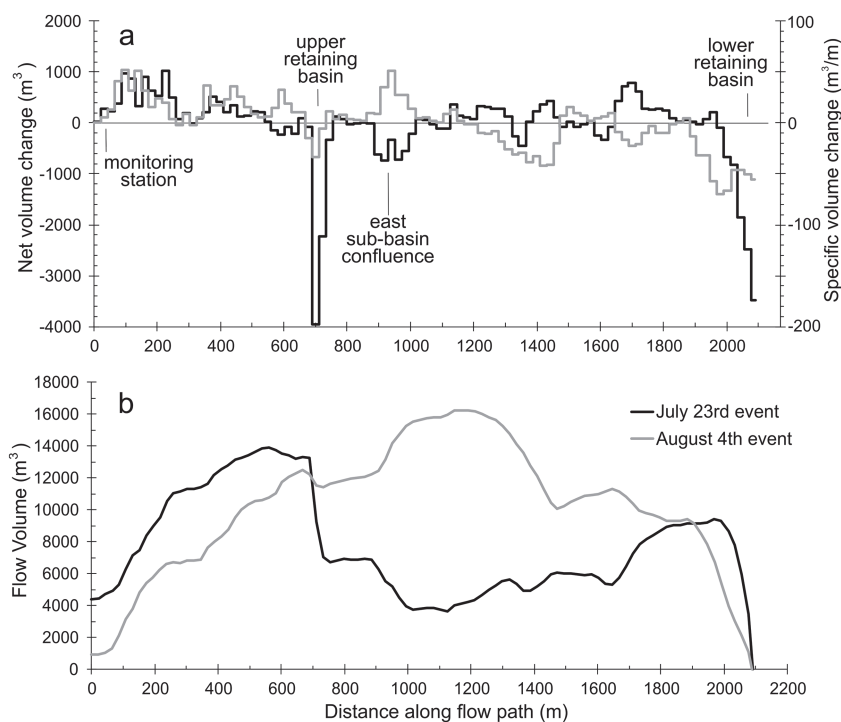 a
upper
retaining
basin
lower
retaining
basin
monitoring
station
east
sub-basin
confluence
Net volume change (m³)
2000
1000
0
-1000
-2000
-3000
-4000
Specific volume change (m³/m)
100
0
-100
-200
0 200 400 600 800 1000 1200 1400 1600 1800 2000
b
July 23rd event
August 4th event
Flow Volume (m³)
18000
16000
14000
12000
10000
8000
6000
4000
2000
0
0 200 400 600 800 1000 1200 1400 1600 1800 2000 2200
Distance along flow path (m)